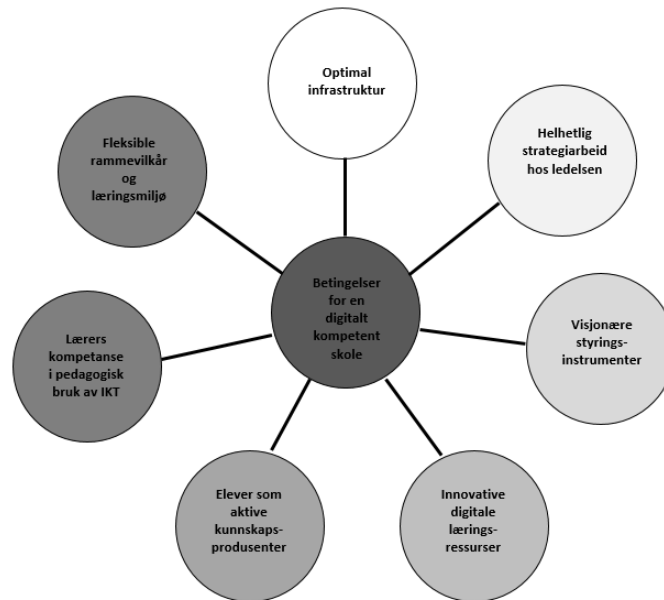 Optimal
infrastruktur
Helhetlig
strategiarbeid
hos ledelsen
Visjonære
styrings-
instrumenter
Innovative
digitale
lærings-
ressurser
Elever som
aktive
kunnskaps-
produsenter
Lærers
kompetanse
i pedagogisk
bruk av IKT
Fleksible
rammevilkår
og
læringsmiljø
Betingelser
for en
digitalt
kompetent
skole